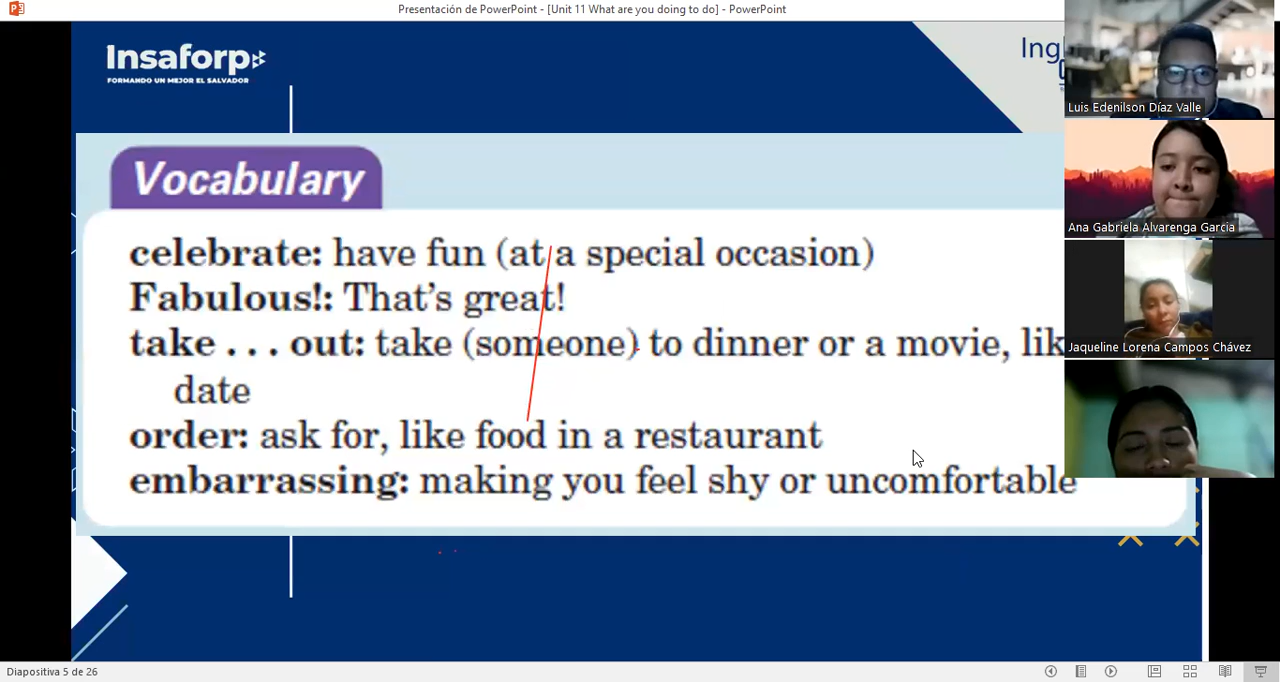 Presentación de PowerPoint - [Unit 11 What are you doing to do] - PowerPoint
Insaforp
FORMANDO UN MEJOR EL SALVADOR
Ing
Luis Edenilson Díaz Valle
Ana Gabriela Alvarenga Garcia
Jaqueline Lorena Campos Chávez
Vocabulary
celebrate: have fun (at a special occasion)
Fabulous!: That's great!
take . . . out: take (someone) to dinner or a movie, lik
date
order: ask for, like food in a restaurant
embarrassing: making you feel shy or uncomfortable
Diapositiva 5 de 26